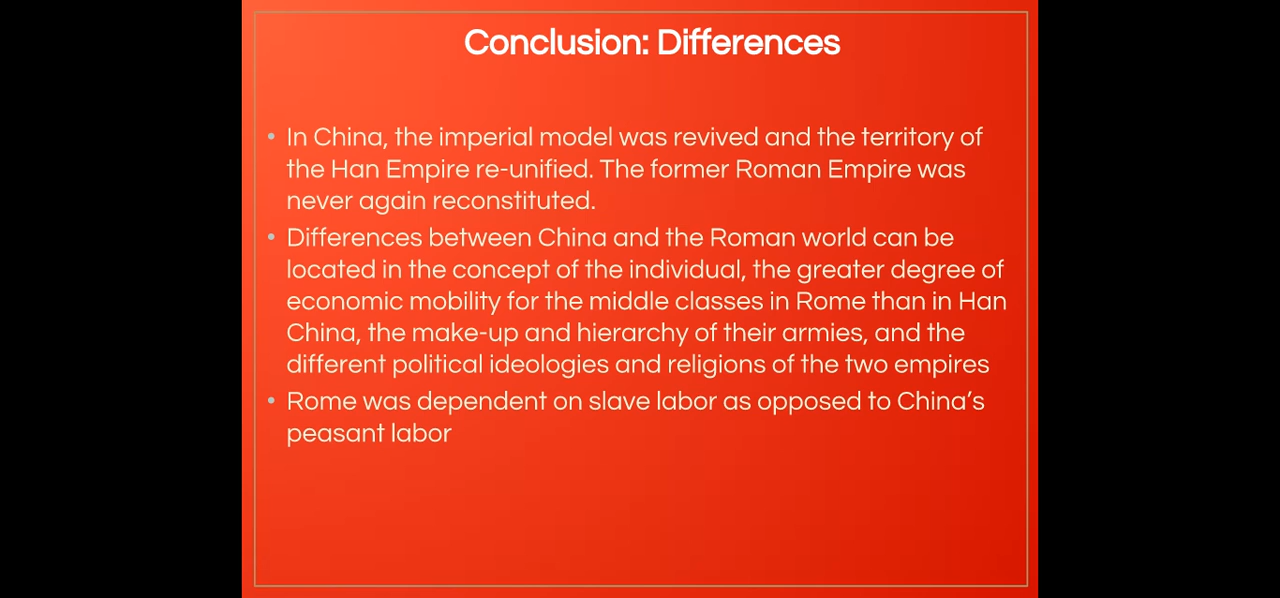 Conclusion: Differences
• In China, the imperial model was revived and the territory of
the Han Empire re-unified. The former Roman Empire was
never again reconstituted.
• Differences between China and the Roman world can be
located in the concept of the individual, the greater degree of
economic mobility for the middle classes in Rome than in Han
China, the make-up and hierarchy of their armies, and the
different political ideologies and religions of the two empires
• Rome was dependent on slave labor as opposed to China's
peasant labor